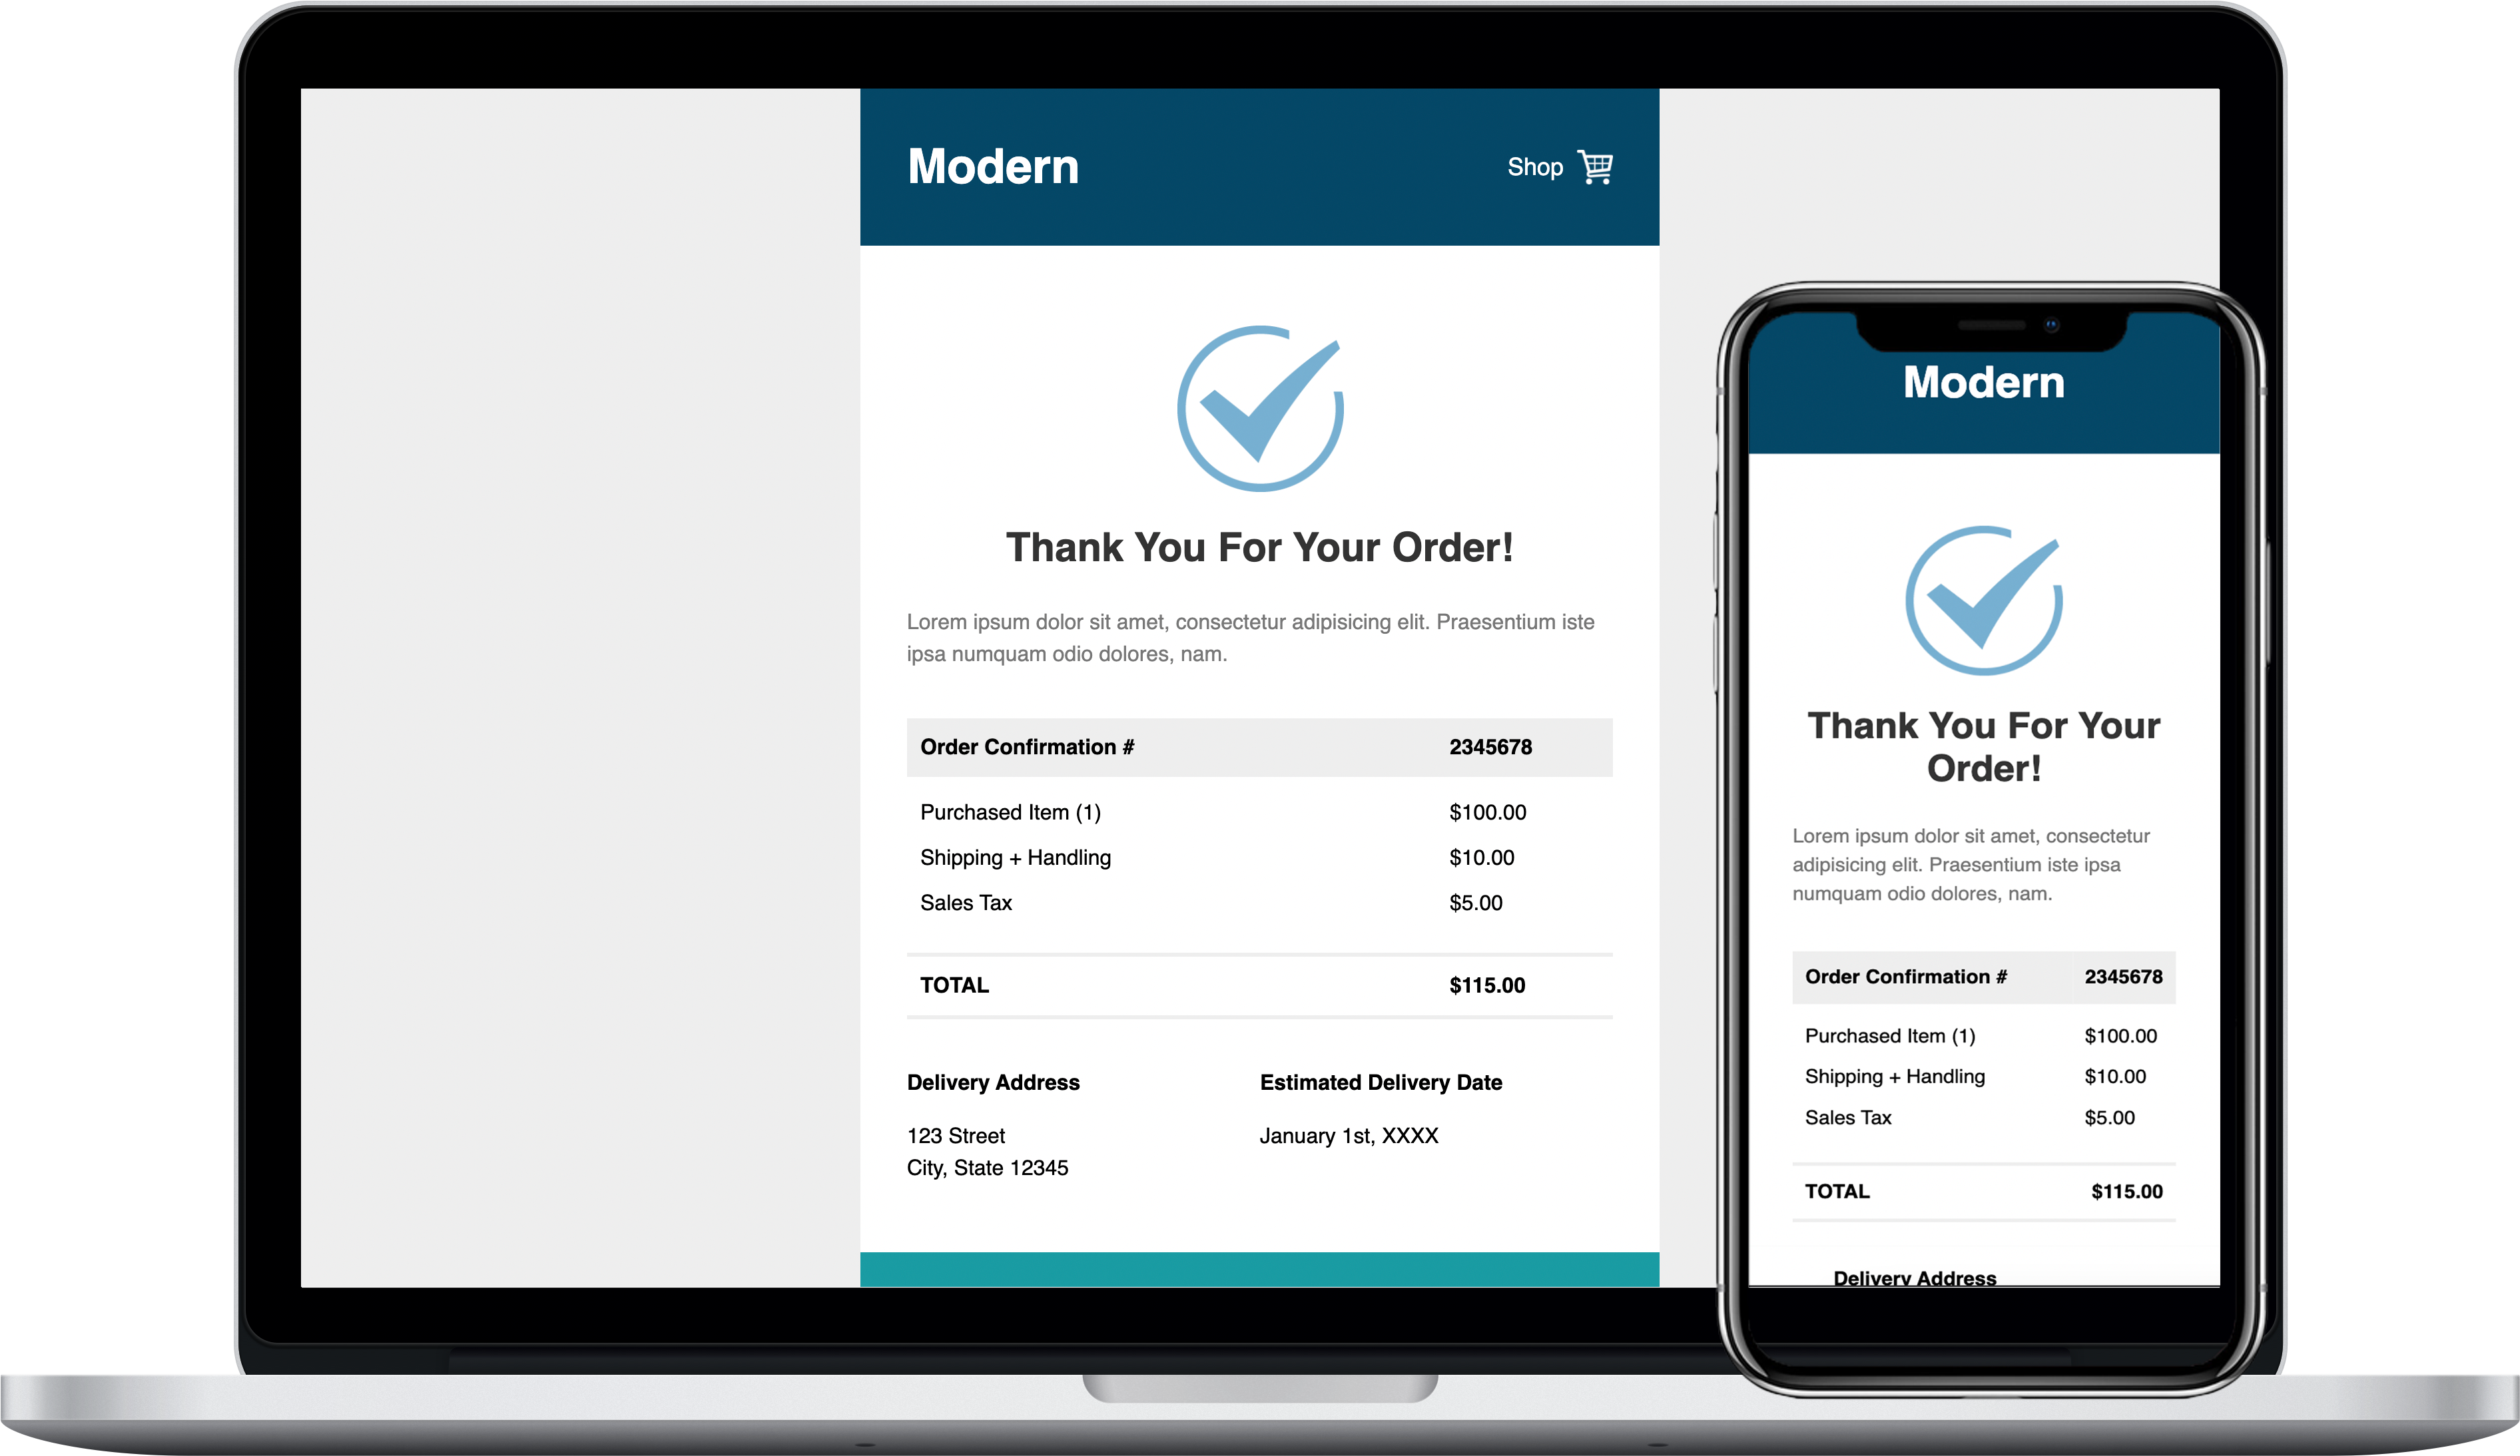 Modern
Shop
Thank You For Your Order!
Lorem ipsum dolor sit amet, consectetur adipisicing elit. Praesentium iste
ipsa numquam odio dolores, nam.
Order Confirmation # 2345678
Purchased Item (1) $100.00
Shipping + Handling $10.00
Sales Tax $5.00
TOTAL $115.00
Delivery Address
123 Street
City, State 12345
Estimated Delivery Date
January 1st, XXXX
Modern
Thank You For Your
Order!
Lorem ipsum dolor sit amet, consectetur
adipisicing elit. Praesentium iste ipsa
numquam odio dolores, nam.
Order Confirmation # 2345678
Purchased Item (1) $100.00
Shipping + Handling $10.00
Sales Tax $5.00
TOTAL $115.00
Delivery Address